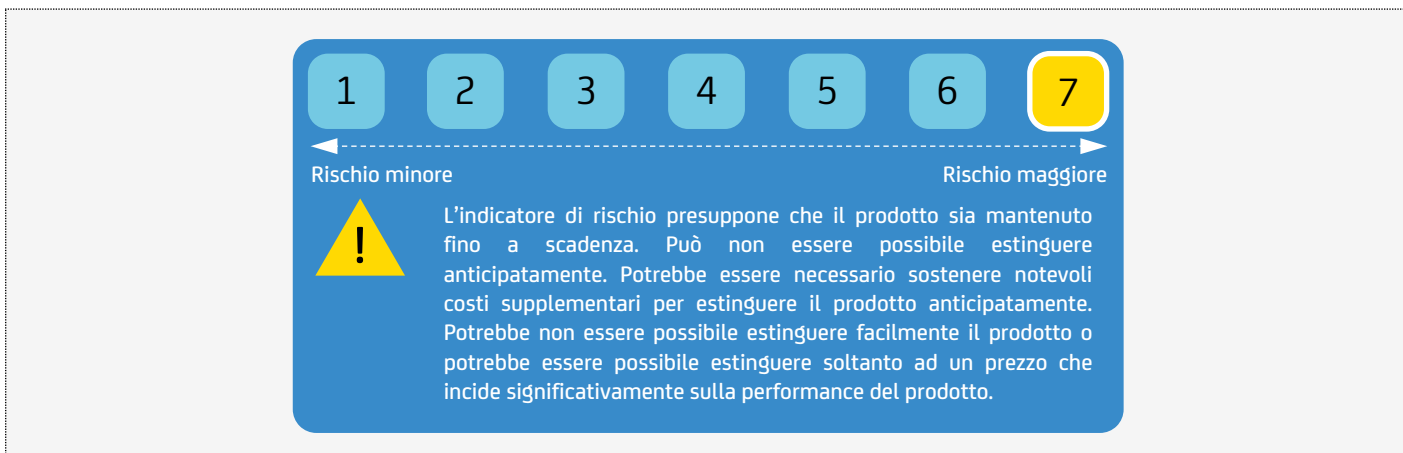 1 2 3 4 5 6 7
Rischio minore Rischio maggiore
!
L’indicatore di rischio presuppone che il prodotto sia mantenuto
fino a scadenza. Può non essere possibile estinguere
anticipatamente. Potrebbe essere necessario sostenere notevoli
costi supplementari per estinguere il prodotto anticipatamente.
Potrebbe non essere possibile estinguere facilmente il prodotto o
potrebbe essere possibile estinguere soltanto ad un prezzo che
incide significativamente sulla performance del prodotto.